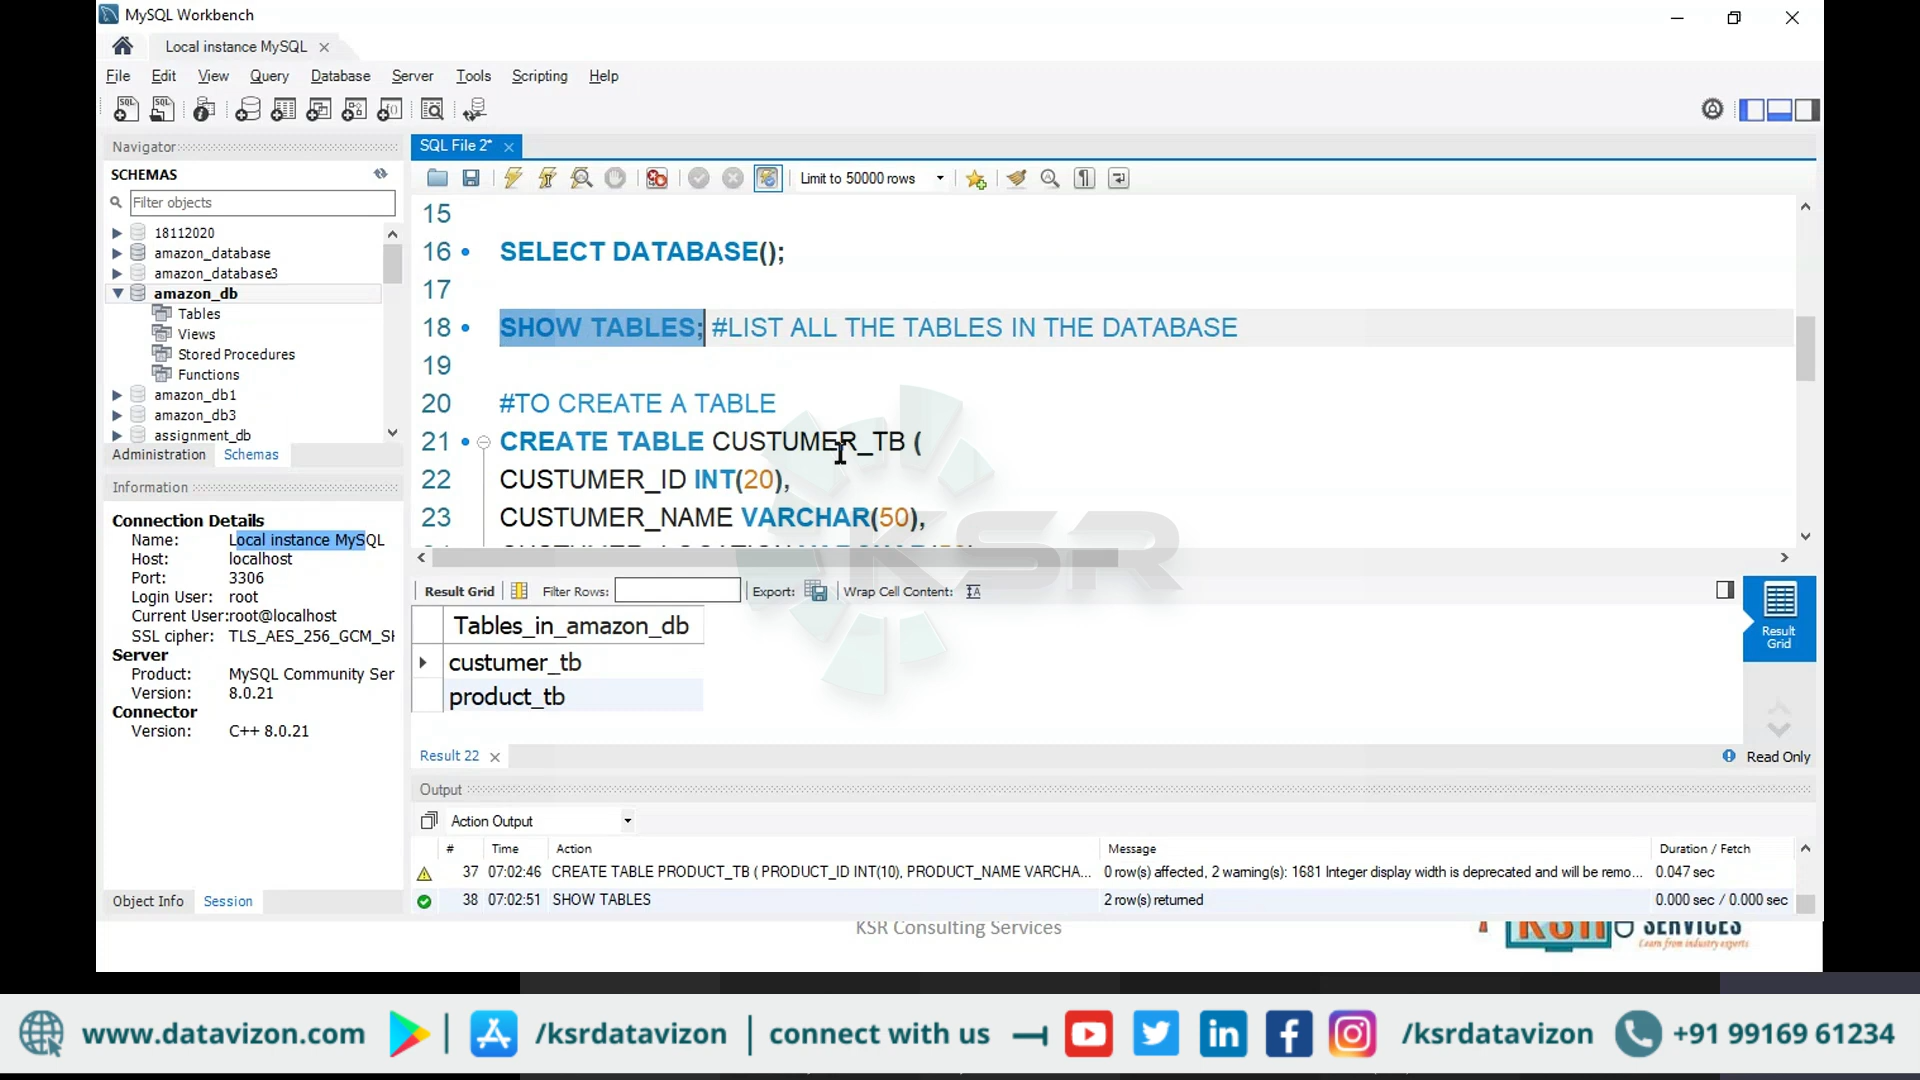 MySQL Workbench
Local instance MySQL
File Edit View Query Database Server Tools Scripting Help
Navigator
SCHEMAS
Filter objects
18112020
amazon_database
amazon_database3
amazon_db
Tables
Views
Stored Procedures
Functions
amazon_db1
amazon_db3
assignment_db
Administration Schemas
Information
Connection Details
Name: Local instance MySQL
Host: localhost
Port: 3306
Login User: root
Current User: root@localhost
SSL cipher: TLS_AES_256_GCM_SH
Server
Product: MySQL Community Ser
Version: 8.0.21
Connector
Version: C++ 8.0.21
Object Info Session
SQL File 2*
Limit to 50000 rows
15
16 SELECT DATABASE();
17
18 SHOW TABLES; #LIST ALL THE TABLES IN THE DATABASE
19
20 #TO CREATE A TABLE
21 CREATE TABLE CUSTUMER_TB (
22 CUSTUMER_ID INT(20),
23 CUSTUMER_NAME VARCHAR(50),
KSR
Result Grid Filter Rows: Export: Wrap Cell Content:
Tables_in_amazon_db
custumer_tb
product_tb
Result Grid
Result 22
Read Only
Output
Action Output
# Time Action Message Duration / Fetch
37 07:02:46 CREATE TABLE PRODUCT_TB ( PRODUCT_ID INT(10), PRODUCT_NAME VARCHA... 0 row(s) affected, 2 warning(s): 1681 Integer display width is deprecated and will be remo... 0.047 sec
38 07:02:51 SHOW TABLES 2 row(s) returned 0.000 sec / 0.000 sec
KSR Consulting Services
KSR SERVICES
Learn from industry experts
www.datavizon.com | /ksrdatavizon | connect with us /ksrdatavizon +91 99169 61234